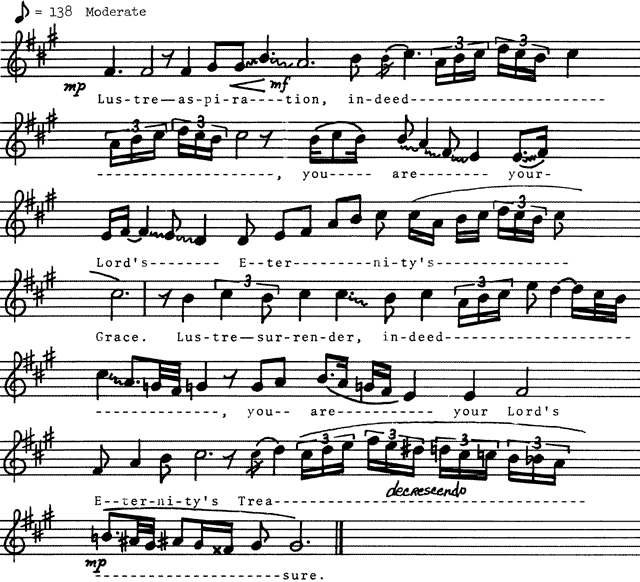 ♪ = 138 Moderate
mp mf
Lus-tre—as-pi-ra----tion, in-deed-----------------------
3 3
3 3
---------------------, you----- are-------- your-
3
Lord's------- E-ter---------ni-ty's----------------
3 3
Grace. Lus-tre—sur-ren-der, in-deed----------------------
--------------, you-- are----------- your Lord's
3 3 3 3
E--ter-ni-ty's Trea--------------------------------------
decrescendo
mp
----------------------sure.